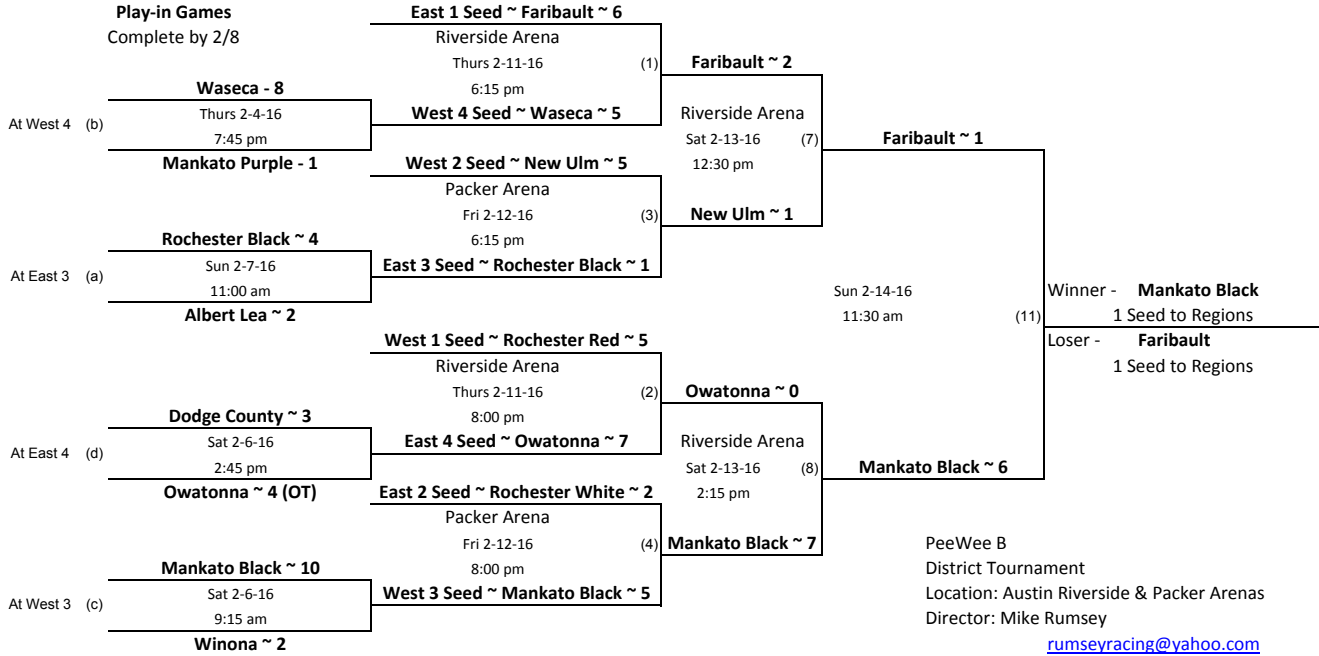 Play-in Games
Complete by 2/8
Waseca - 8
At West 4 (b)
Thurs 2-4-16
7:45 pm
Mankato Purple - 1
Rochester Black ~ 4
At East 3 (a)
Sun 2-7-16
11:00 am
Albert Lea ~ 2
Dodge County ~ 3
At East 4 (d)
Sat 2-6-16
2:45 pm
Owatonna ~ 4 (OT)
Mankato Black ~ 10
At West 3 (c)
Sat 2-6-16
9:15 am
Winona ~ 2
East 1 Seed ~ Faribault ~ 6
Riverside Arena
Thurs 2-11-16 (1)
6:15 pm
West 4 Seed ~ Waseca ~ 5
West 2 Seed ~ New Ulm ~ 5
Packer Arena
Fri 2-12-16 (3)
6:15 pm
East 3 Seed ~ Rochester Black ~ 1
West 1 Seed ~ Rochester Red ~ 5
Riverside Arena
Thurs 2-11-16 (2)
8:00 pm
East 4 Seed ~ Owatonna ~ 7
East 2 Seed ~ Rochester White ~ 2
Packer Arena
Fri 2-12-16 (4)
8:00 pm
West 3 Seed ~ Mankato Black ~ 5
Faribault ~ 2
Riverside Arena
Sat 2-13-16 (7)
12:30 pm
New Ulm ~ 1
Owatonna ~ 0
Riverside Arena
Sat 2-13-16 (8)
2:15 pm
Mankato Black ~ 7
Faribault ~ 1
Sun 2-14-16
11:30 am (11)
Mankato Black ~ 6
Winner - Mankato Black
1 Seed to Regions
Loser - Faribault
1 Seed to Regions
PeeWee B
District Tournament
Location: Austin Riverside & Packer Arenas
Director: Mike Rumsey
rumseyracing@yahoo.com